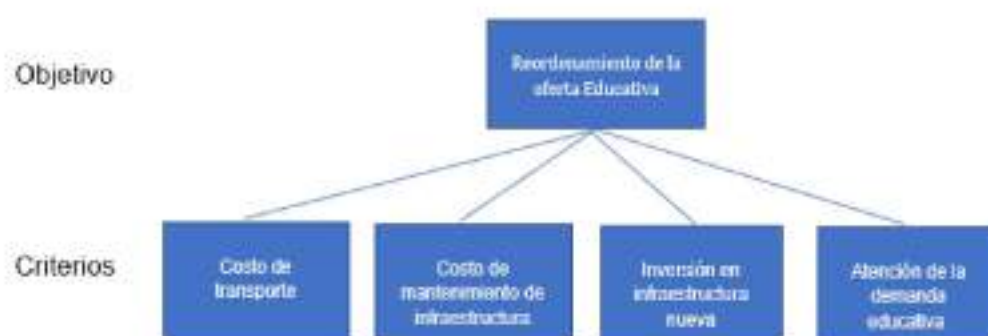 Objetivo
Reordenamiento de la
oferta Educativa
Criterios
Costo de
transporte
Costo de
mantenimiento de
infraestructura
Inversión en
infraestructura
nueva
Atención de la
demanda
educativa